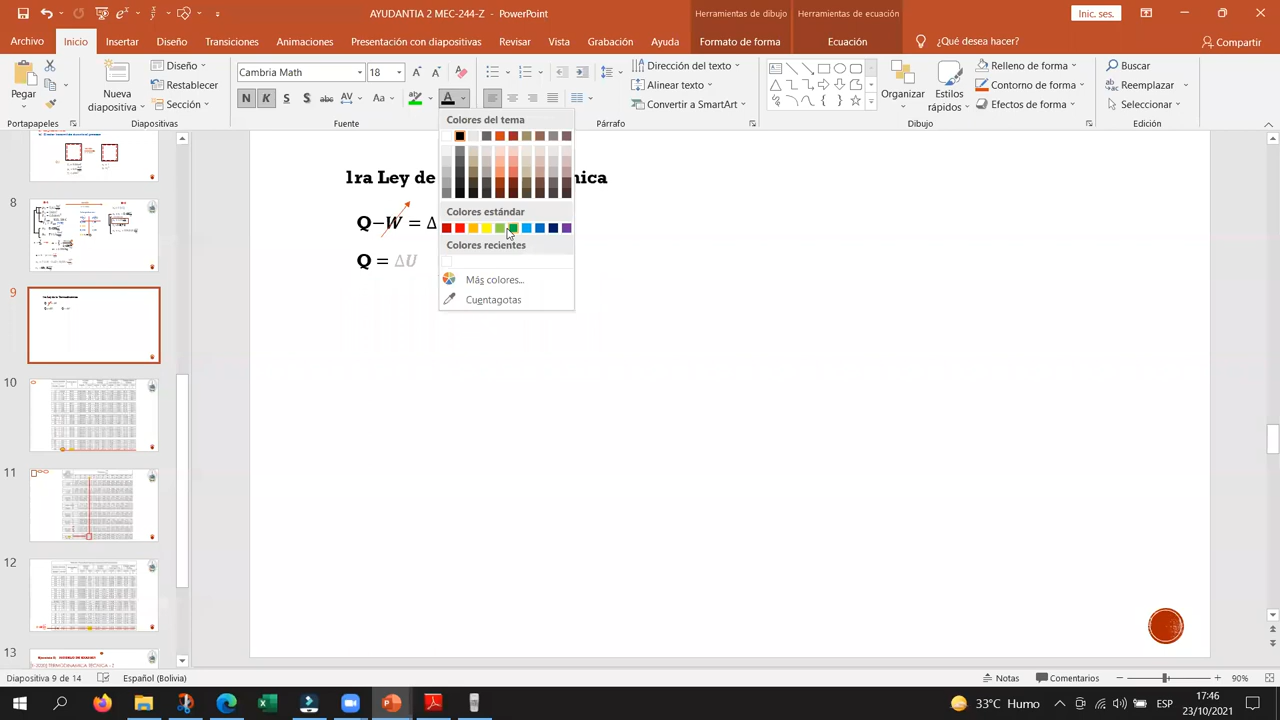 AYUDANTIA 2 MEC-244-Z - PowerPoint
Herramientas de dibujo
Herramientas de ecuación
Inic. ses.
Archivo Inicio Insertar Diseño Transiciones Animaciones Presentación con diapositivas Revisar Vista Grabación Ayuda Formato de forma Ecuación ¿Qué desea hacer? Compartir
Pegar
Nueva diapositiva
Diseño
Restablecer
Sección
Cambria Math 18
N K S S abc AV Aa A
Dirección del texto
Alinear texto
Convertir a SmartArt
Organizar
Estilos rápidos
Relleno de forma
Contorno de forma
Efectos de forma
Buscar
Reemplazar
Seleccionar
Portapapeles Diapositivas Fuente Párrafo Dibujo Edición
Colores del tema
Colores estándar
Colores recientes
Más colores...
Cuentagotas
1ra Ley de
nica
Q−W = Δ
Q = ΔU
8
9
10
11
12
13
Diapositiva 9 de 14
Español (Bolivia)
Notas
Comentarios
90%
33°C Humo
ESP
17:46
23/10/2021